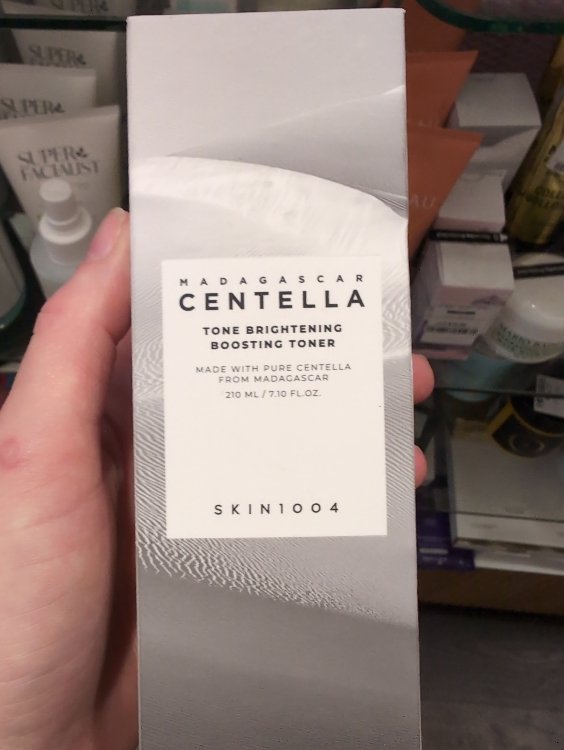 MADAGASCAR
CENTELLA
TONE BRIGHTENING
BOOSTING TONER
MADE WITH PURE CENTELLA
FROM MADAGASCAR
210 ML / 7.10 FL.OZ.
SKIN1004
SUPER
SUPER
SUPER
FACIALIST